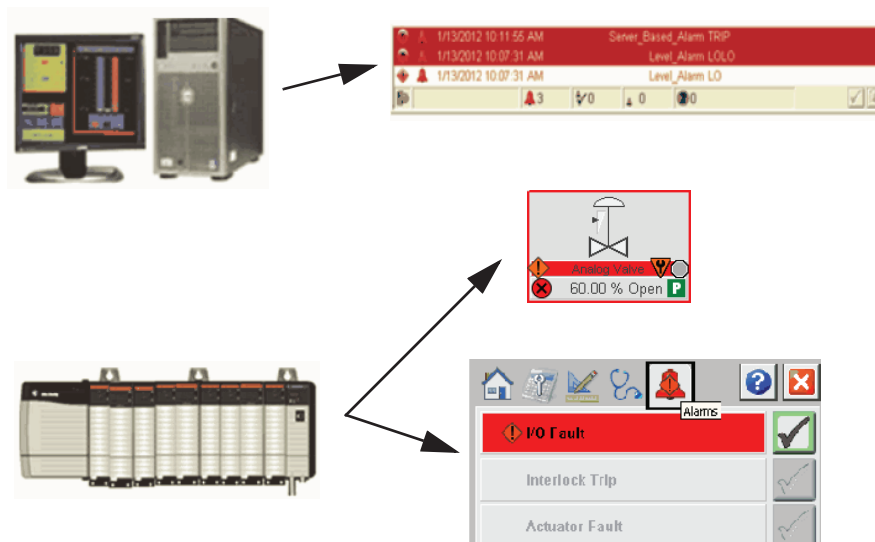 1/13/2012 10:11:55 AM Server_Based_Alarm TRIP
1/13/2012 10:07:31 AM Level_Alarm LOLO
1/13/2012 10:07:31 AM Level_Alarm LO
3 0 0 0
Analog Valve
60.00 % Open P
?
Alarms
I/O Fault
Interlock Trip
Actuator Fault